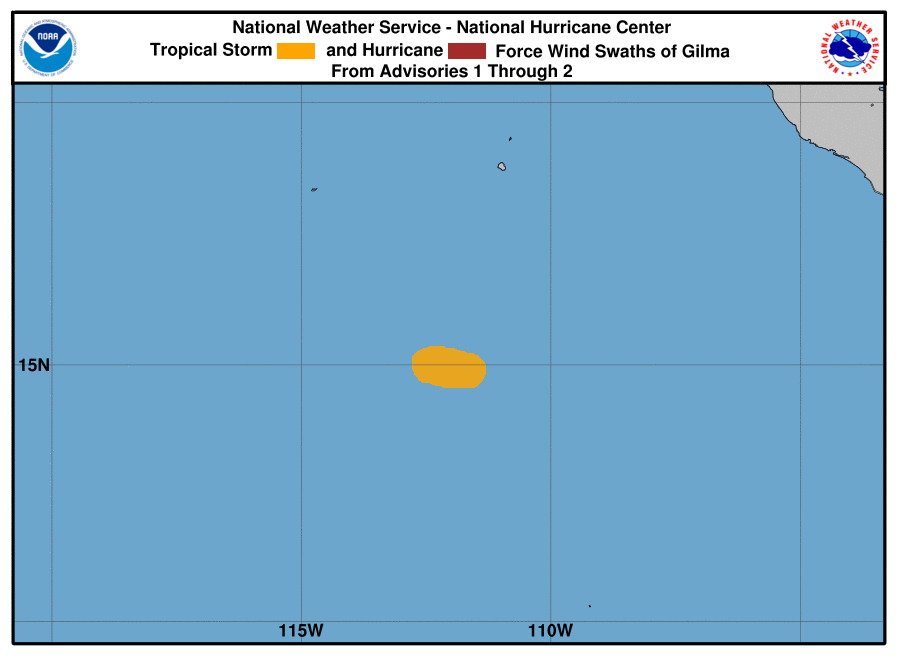 National Weather Service - National Hurricane Center
Tropical Storm and Hurricane Force Wind Swaths of Gilma
From Advisories 1 Through 2
NOAA
NATIONAL WEATHER SERVICE
15N
115W 110W